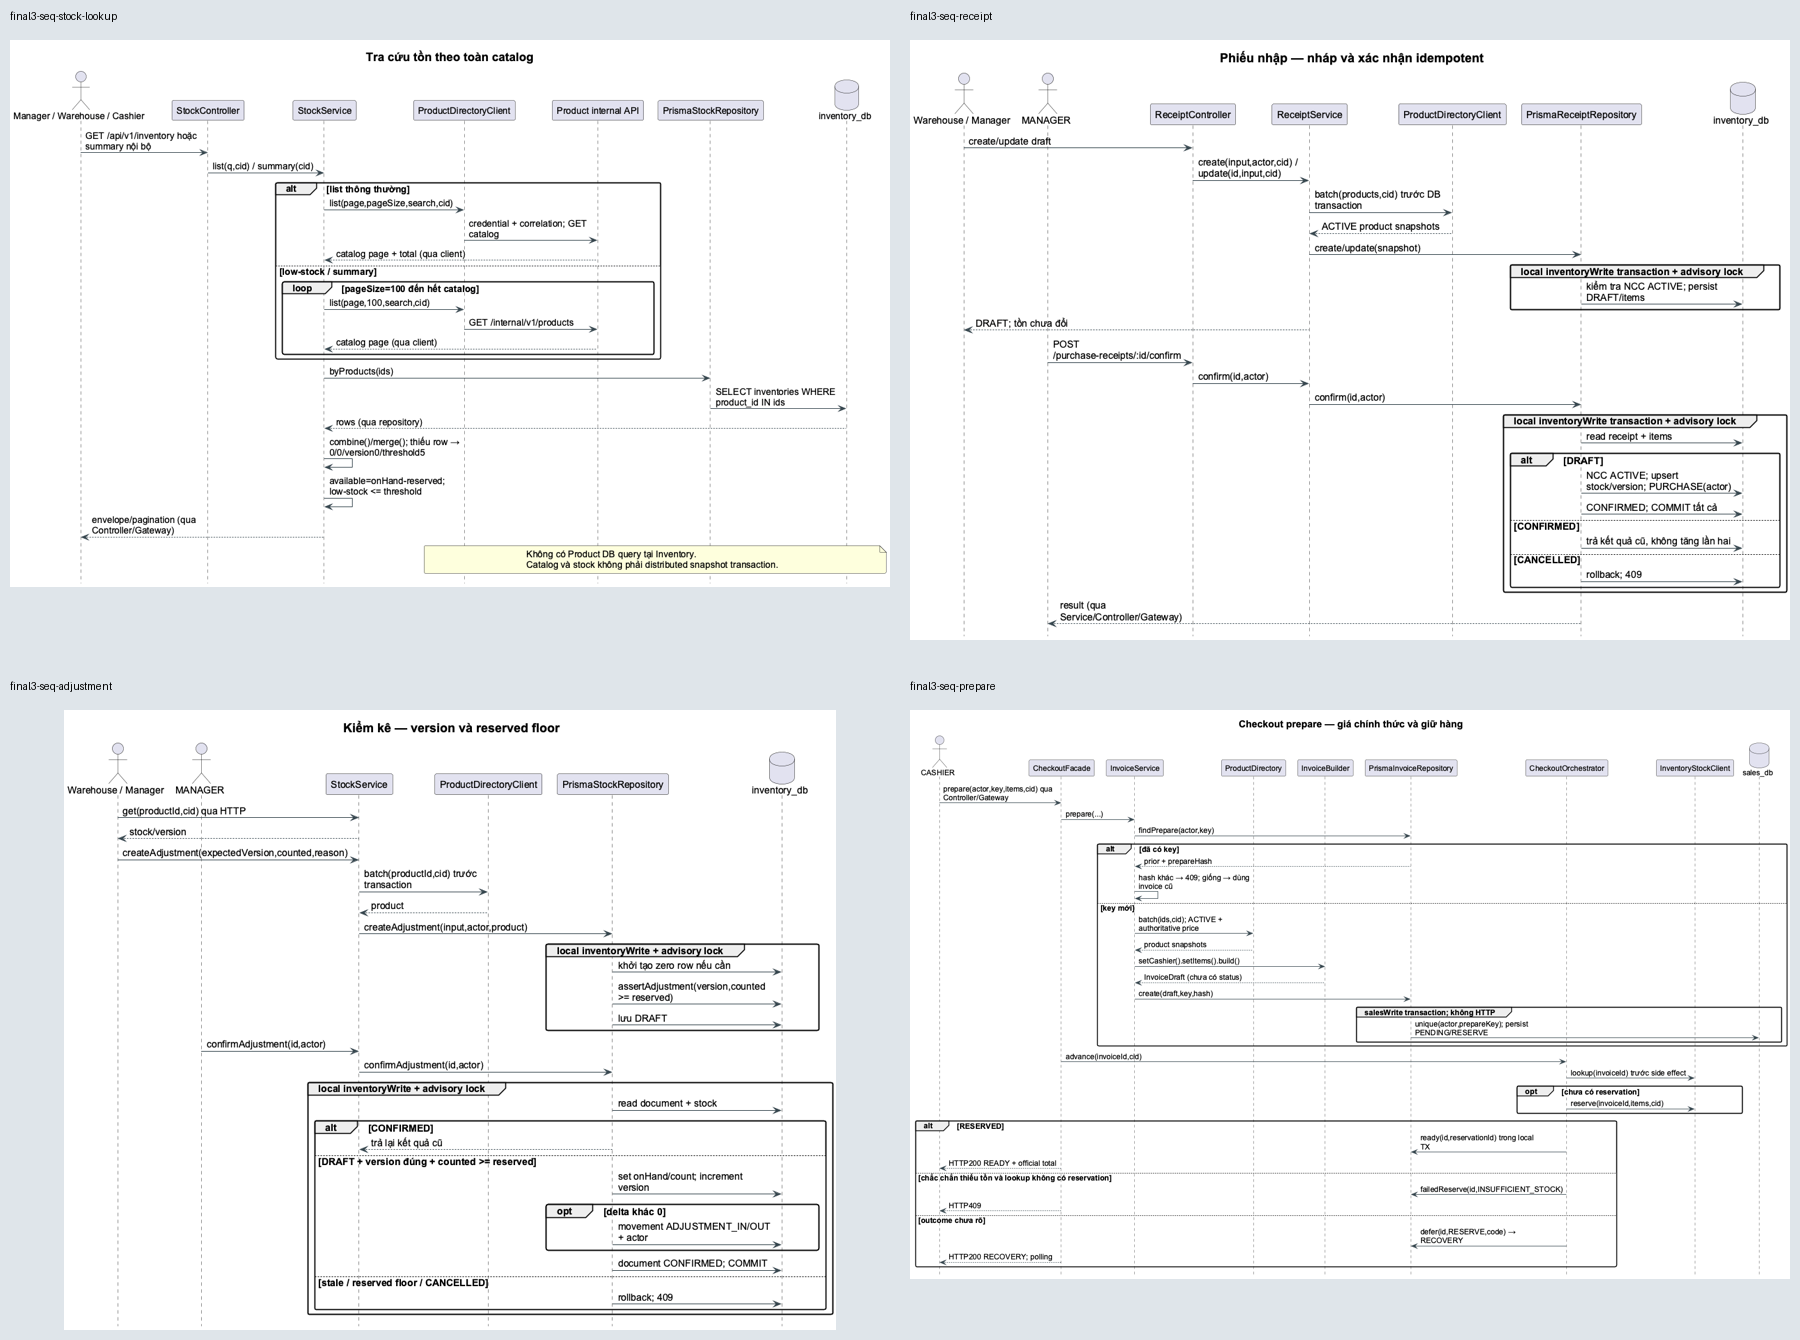 final3-seq-stock-lookup
Tra cứu tồn theo toàn catalog
Manager / Warehouse / Cashier
StockController
StockService
ProductDirectoryClient
Product internal API
PrismaStockRepository
inventory_db
GET /api/v1/inventory hoặc
summary nội bộ
list(q,cid) / summary(cid)
alt
[list thông thường]
list(page,pageSize,search,cid)
credential + correlation; GET
catalog
catalog page + total (qua client)
[low-stock / summary]
loop
[pageSize=100 đến hết catalog]
list(page,100,search,cid)
GET /internal/v1/products
catalog page (qua client)
byProducts(ids)
SELECT inventories WHERE
product_id IN ids
rows (qua repository)
combine()/merge(); thiếu row →
0/0/version0/threshold5
available=onHand-reserved;
low-stock <= threshold
envelope/pagination (qua
Controller/Gateway)
Không có Product DB query tại Inventory.
Catalog và stock không phải distributed snapshot transaction.
final3-seq-receipt
Phiếu nhập — nháp và xác nhận idempotent
Warehouse / Manager
MANAGER
ReceiptController
ReceiptService
ProductDirectoryClient
PrismaReceiptRepository
inventory_db
create/update draft
create(input,actor,cid) /
update(id,input,cid)
batch(products,cid) trước DB
transaction
ACTIVE product snapshots
create/update(snapshot)
local inventoryWrite transaction + advisory lock
kiểm tra NCC ACTIVE; persist
DRAFT/items
DRAFT; tồn chưa đổi
POST
/purchase-receipts/:id/confirm
confirm(id,actor)
confirm(id,actor)
local inventoryWrite transaction + advisory lock
read receipt + items
alt
[DRAFT]
NCC ACTIVE; upsert
stock/version; PURCHASE(actor)
CONFIRMED; COMMIT tất cả
[CONFIRMED]
trả kết quả cũ, không tăng lần hai
[CANCELLED]
rollback; 409
result (qua
Service/Controller/Gateway)
final3-seq-adjustment
Kiểm kê — version và reserved floor
Warehouse / Manager
MANAGER
StockService
ProductDirectoryClient
PrismaStockRepository
inventory_db
get(productId,cid) qua HTTP
stock/version
createAdjustment(expectedVersion,counted,reason)
batch(productId,cid) trước
transaction
product
createAdjustment(input,actor,product)
local inventoryWrite + advisory lock
khởi tạo zero row nếu cần
assertAdjustment(version,counted
>= reserved)
lưu DRAFT
confirmAdjustment(id,actor)
confirmAdjustment(id,actor)
local inventoryWrite + advisory lock
read document + stock
alt
[CONFIRMED]
trả lại kết quả cũ
[DRAFT + version đúng + counted >= reserved]
set onHand/count; increment
version
opt
[delta khác 0]
movement ADJUSTMENT_IN/OUT
+ actor
document CONFIRMED; COMMIT
[stale / reserved floor / CANCELLED]
rollback; 409
final3-seq-prepare
Checkout prepare — giá chính thức và giữ hàng
CASHIER
CheckoutFacade
InvoiceService
ProductDirectory
InvoiceBuilder
PrismaInvoiceRepository
CheckoutOrchestrator
InventoryStockClient
sales_db
prepare(actor,key,items,cid) qua
Controller/Gateway
prepare(...)
findPrepare(actor,key)
alt
[đã có key]
prior + prepareHash
hash khác → 409; giống → dùng
invoice cũ
[key mới]
batch(ids,cid); ACTIVE +
authoritative price
product snapshots
setCashier().setItems().build()
InvoiceDraft (chưa có status)
create(draft,key,hash)
salesWrite transaction; không HTTP
unique(actor,prepareKey); persist
PENDING/RESERVE
advance(invoiceId,cid)
lookup(invoiceId) trước side effect
opt
[chưa có reservation]
reserve(invoiceId,items,cid)
alt
[RESERVED]
ready(id,reservationId) trong local
TX
HTTP200 READY + official total
[chắc chắn thiếu tồn và lookup không có reservation]
failedReserve(id,INSUFFICIENT_STOCK)
HTTP409
[outcome chưa rõ]
defer(id,RESERVE,code) →
RECOVERY
HTTP200 RECOVERY; polling